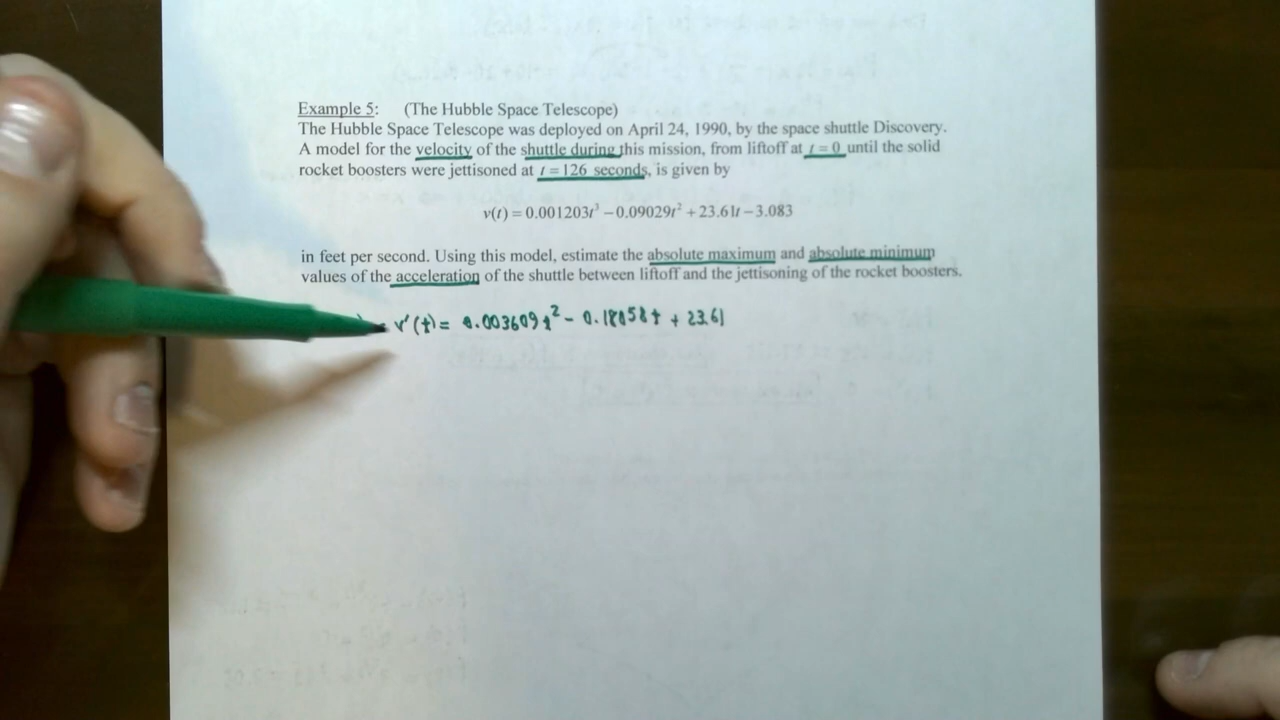 Example 5: (The Hubble Space Telescope)
The Hubble Space Telescope was deployed on April 24, 1990, by the space shuttle Discovery.
A model for the velocity of the shuttle during this mission, from liftoff at t = 0 until the solid
rocket boosters were jettisoned at t = 126 seconds, is given by
v(t) = 0.001203t³ − 0.09029t² + 23.61t − 3.083
in feet per second. Using this model, estimate the absolute maximum and absolute minimum
values of the acceleration of the shuttle between liftoff and the jettisoning of the rocket boosters.
v'(t) = 0.003609t² − 0.18058t + 23.61